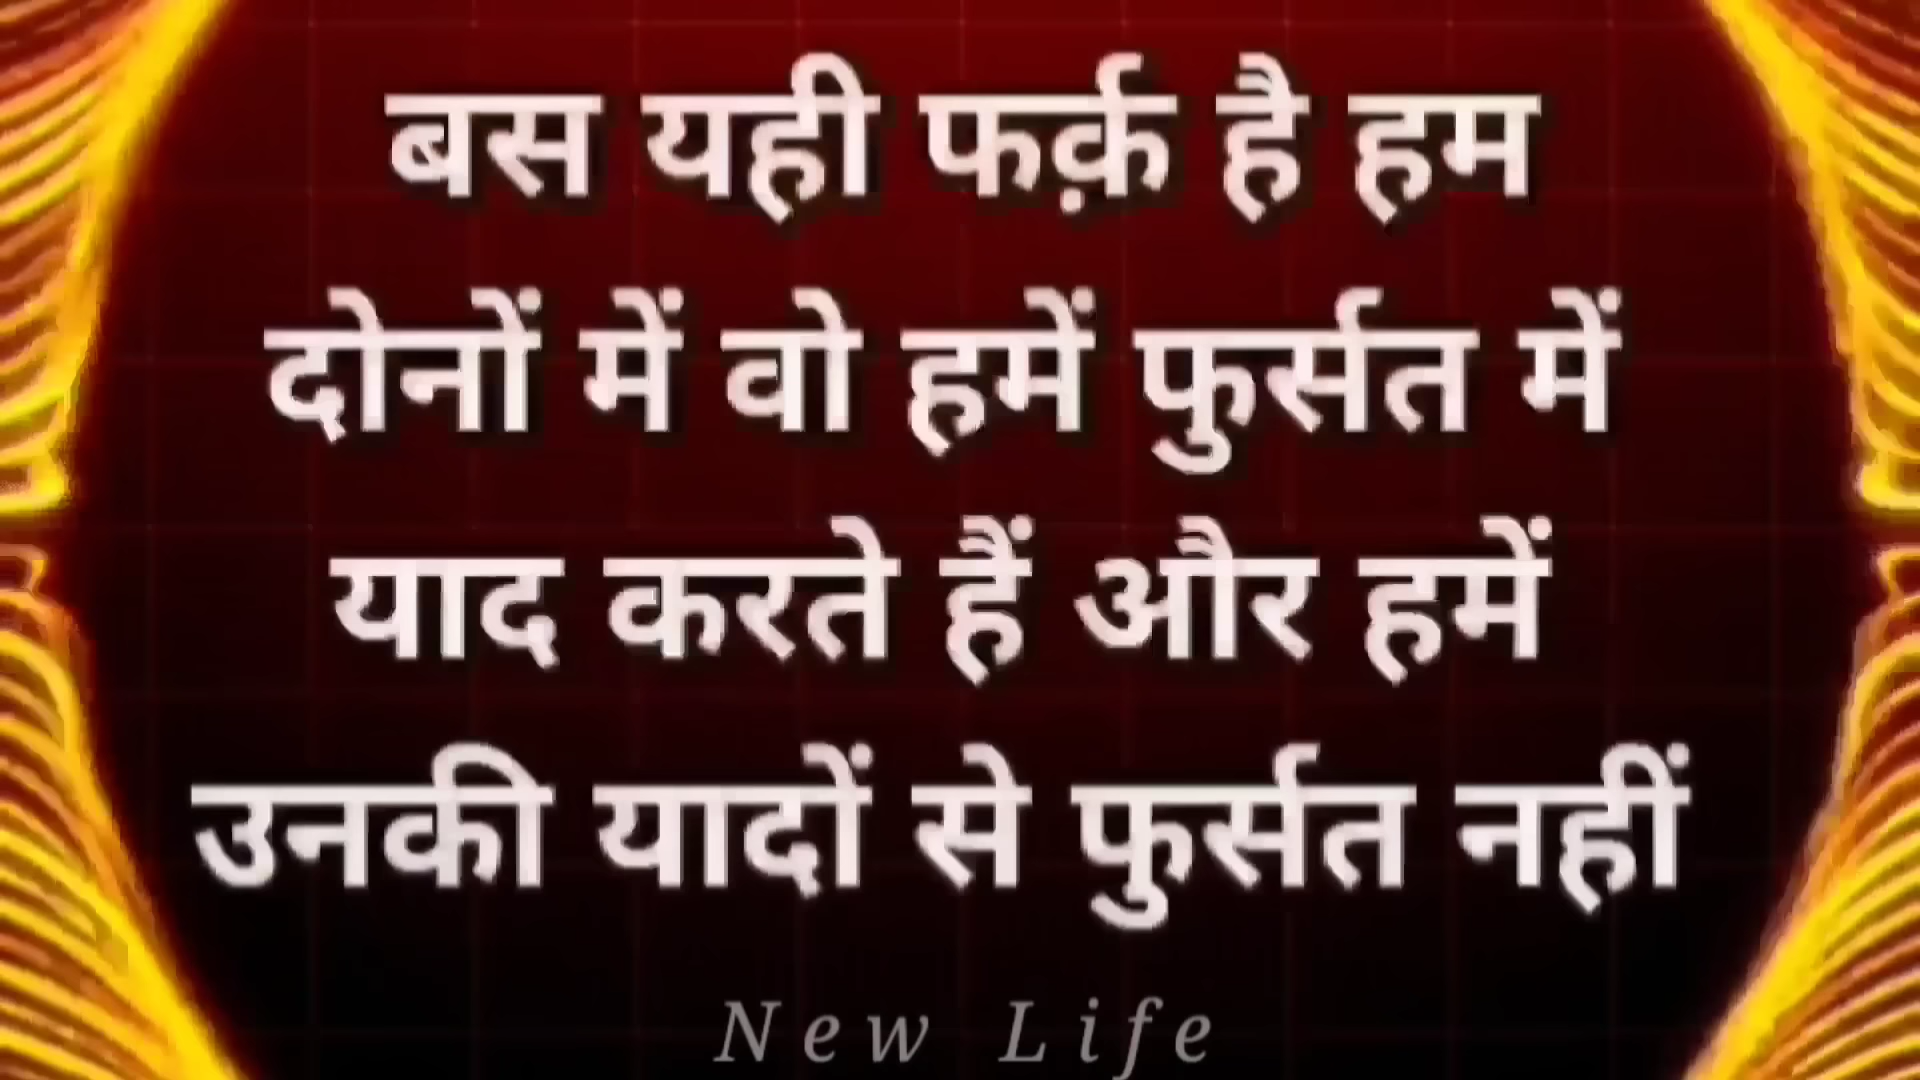 बस यही फर्क़ है हम
दोनों में वो हमें फुर्सत में
याद करते हैं और हमें
उनकी यादों से फुर्सत नहीं
New Life